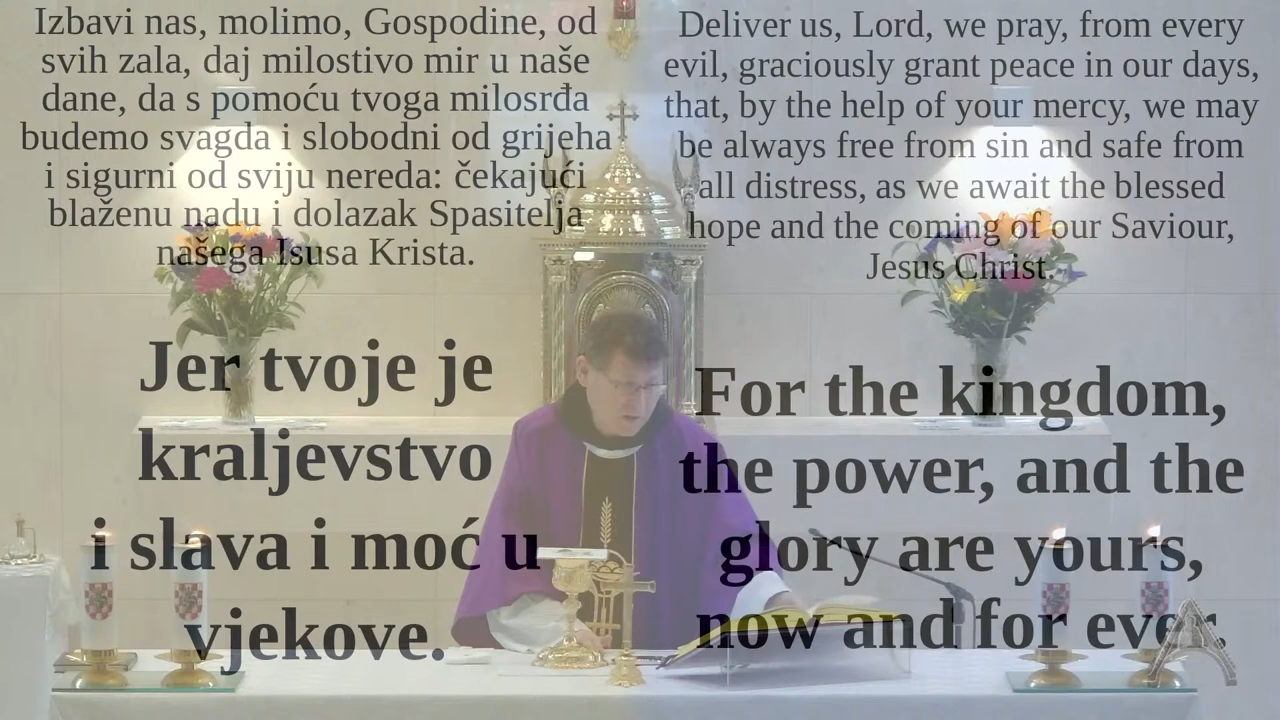 Izbavi nas, molimo, Gospodine, od
svih zala, daj milostivo mir u naše
dane, da s pomoću tvoga milosrđa
budemo svagda i slobodni od grijeha
i sigurni od sviju nereda: čekajući
blaženu nadu i dolazak Spasitelja
našega Isusa Krista.
Jer tvoje je
kraljevstvo
i slava i moć u
vjekove.
Deliver us, Lord, we pray, from every
evil, graciously grant peace in our days,
that, by the help of your mercy, we may
be always free from sin and safe from
all distress, as we await the blessed
hope and the coming of our Saviour,
Jesus Christ.
For the kingdom,
the power, and the
glory are yours,
now and for ever.